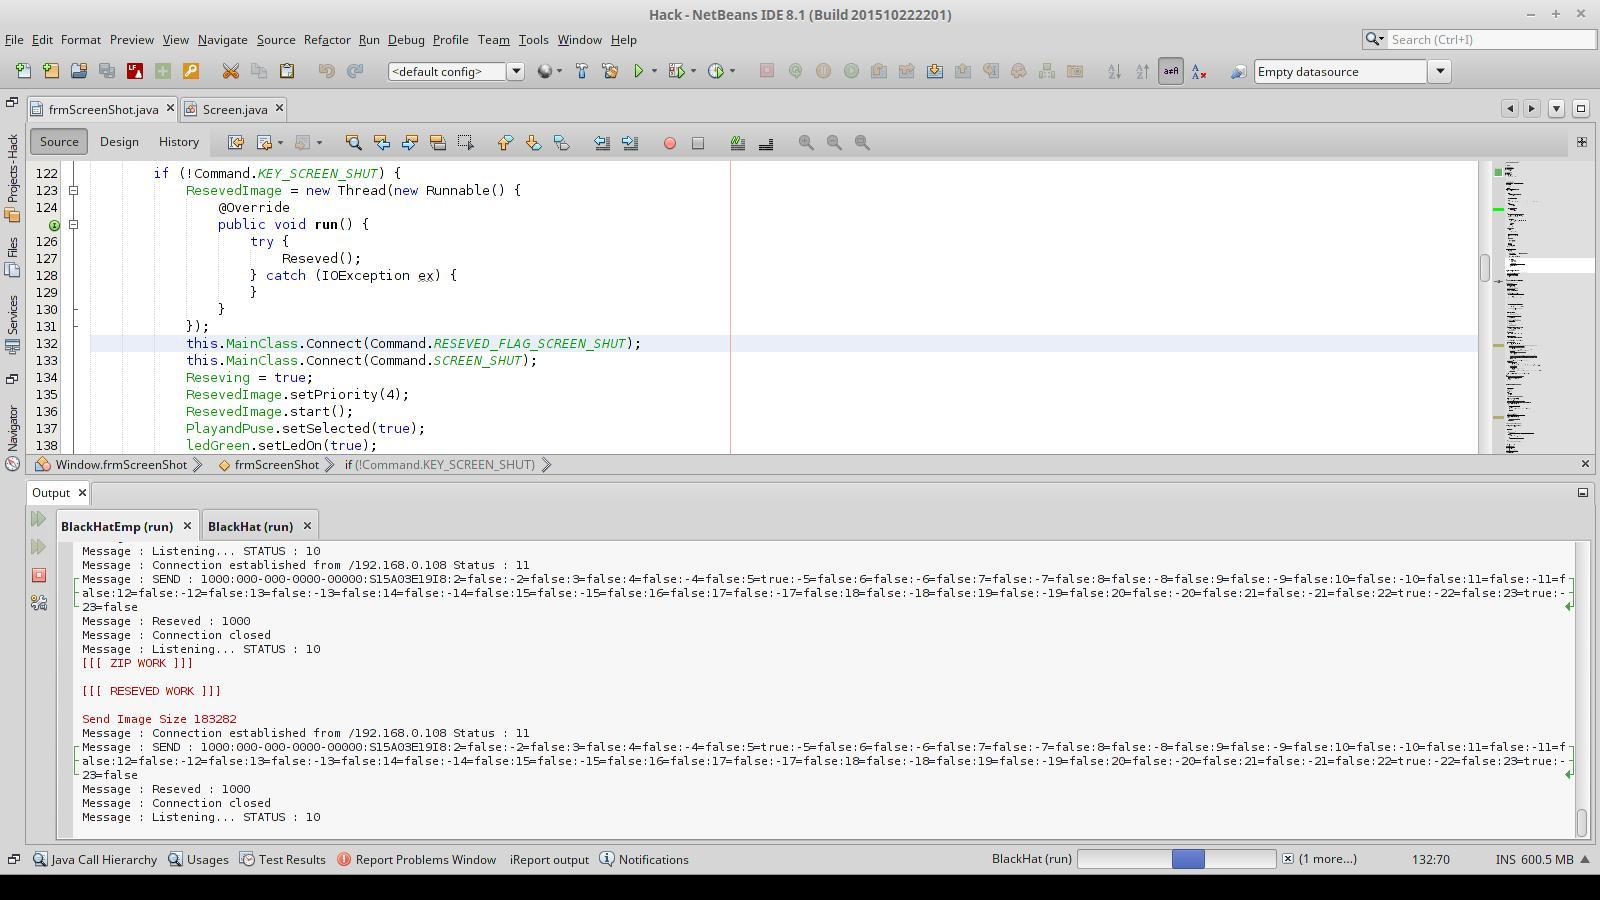 Hack - NetBeans IDE 8.1 (Build 201510222201)
File Edit Format Preview View Navigate Source Refactor Run Debug Profile Team Tools Window Help
Search (Ctrl+I)
<default config>
Empty datasource
frmScreenShot.java Screen.java
Source Design History
Projects - Hack
Files
Services
Navigator
122 if (!Command.KEY_SCREEN_SHUT) {
123 ResevedImage = new Thread(new Runnable() {
124 @Override
public void run() {
126 try {
127 Reseved();
128 } catch (IOException ex) {
129 }
130 }
131 });
132 this.MainClass.Connect(Command.RESEVED_FLAG_SCREEN_SHUT);
133 this.MainClass.Connect(Command.SCREEN_SHUT);
134 Reseving = true;
135 ResevedImage.setPriority(4);
136 ResevedImage.start();
137 PlayandPuse.setSelected(true);
138 ledGreen.setLedOn(true);
Window.frmScreenShot frmScreenShot if (!Command.KEY_SCREEN_SHUT)
Output
BlackHatEmp (run) BlackHat (run)
Message : Listening... STATUS : 10
Message : Connection established from /192.168.0.108 Status : 11
Message : SEND : 1000:000-000-0000-00000:S15A03E19I8:2=false:-2=false:3=false:4=false:-4=false:5=true:-5=false:6=false:-6=false:7=false:-7=false:8=false:-8=false:9=false:-9=false:10=false:-10=false:11=false:-11=f
alse:12=false:-12=false:13=false:-13=false:14=false:-14=false:15=false:-15=false:16=false:17=false:-17=false:18=false:-18=false:19=false:-19=false:20=false:-20=false:21=false:-21=false:22=true:-22=false:23=true:-
23=false
Message : Reseved : 1000
Message : Connection closed
Message : Listening... STATUS : 10
[[[ ZIP WORK ]]]
[[[ RESEVED WORK ]]]
Send Image Size 183282
Message : Connection established from /192.168.0.108 Status : 11
Message : SEND : 1000:000-000-0000-00000:S15A03E19I8:2=false:-2=false:3=false:4=false:-4=false:5=true:-5=false:6=false:-6=false:7=false:-7=false:8=false:-8=false:9=false:-9=false:10=false:-10=false:11=false:-11=f
alse:12=false:-12=false:13=false:-13=false:14=false:-14=false:15=false:-15=false:16=false:17=false:-17=false:18=false:-18=false:19=false:-19=false:20=false:-20=false:21=false:-21=false:22=true:-22=false:23=true:-
23=false
Message : Reseved : 1000
Message : Connection closed
Message : Listening... STATUS : 10
Java Call Hierarchy Usages Test Results Report Problems Window iReport output Notifications BlackHat (run) (1 more...) 132:70 INS 600.5 MB